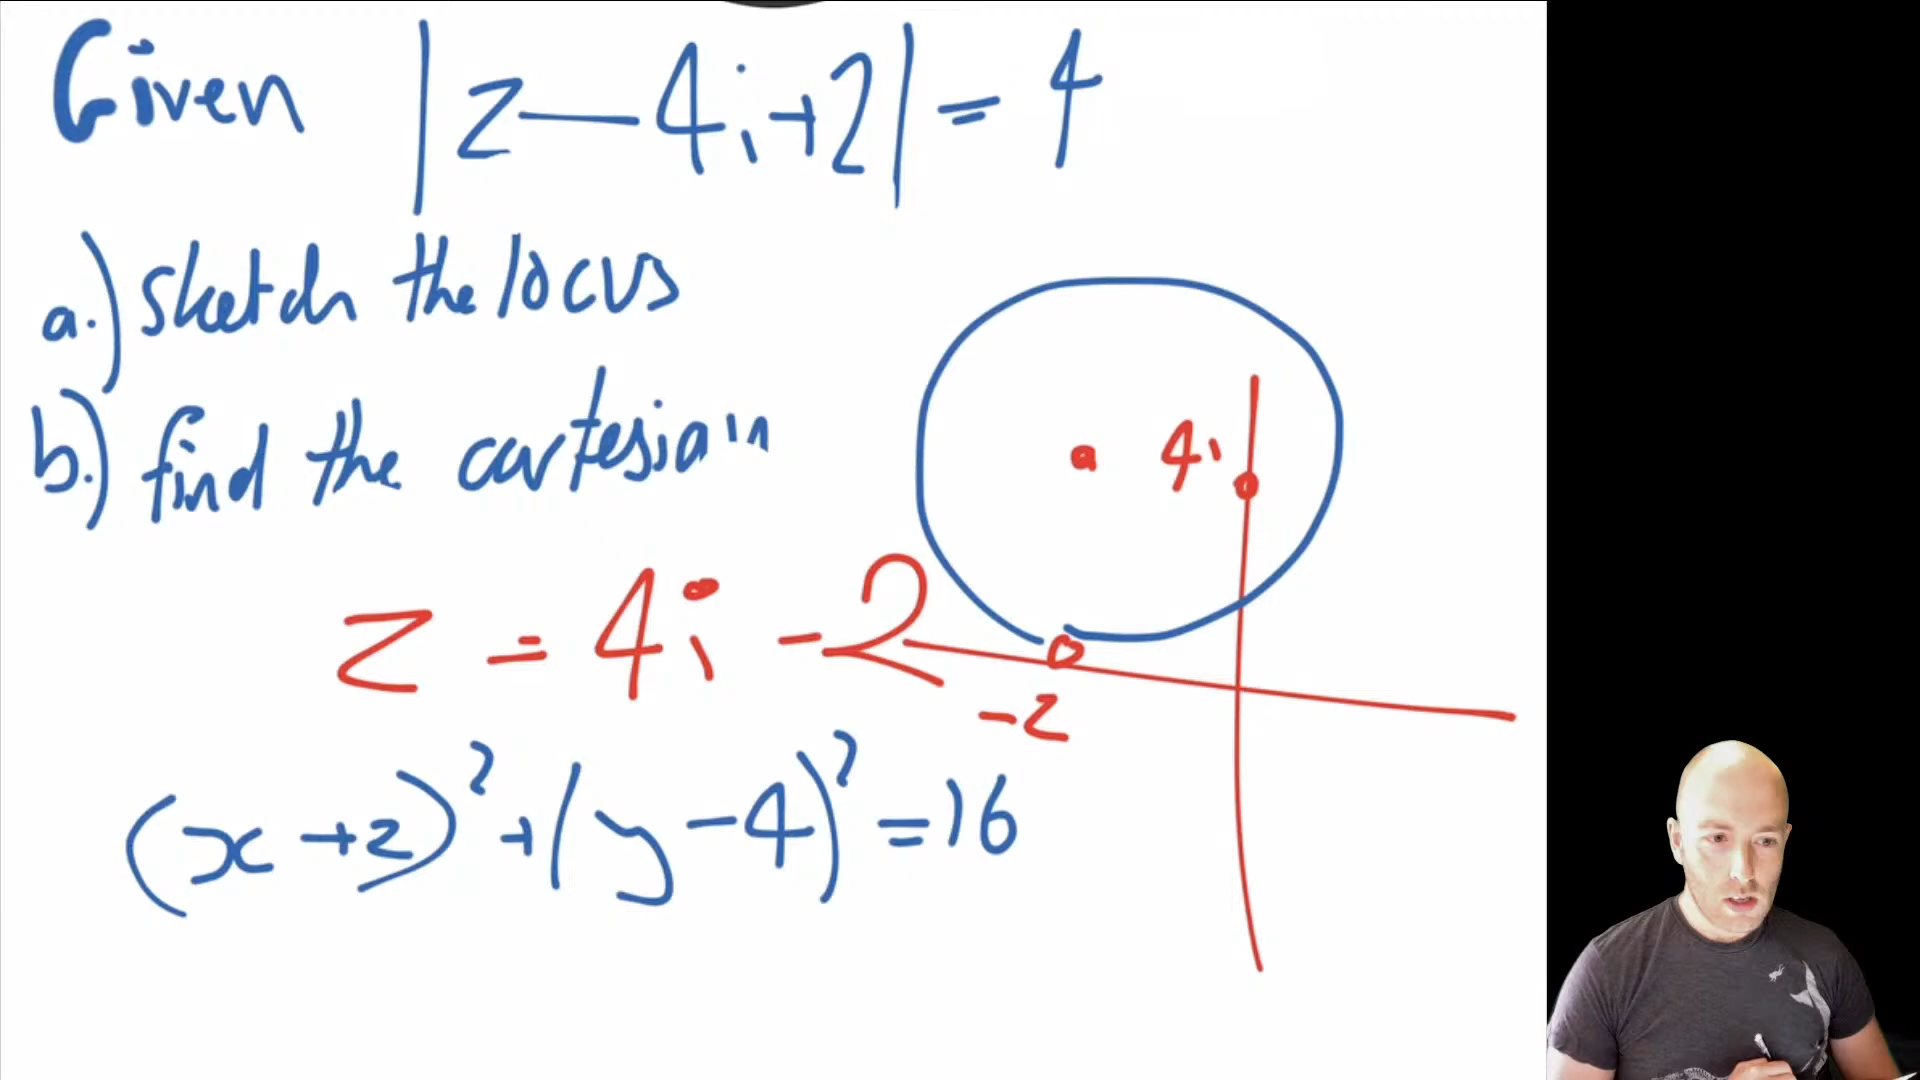 Given |z-4i+2| = 4
a.) sketch the locus
b.) find the cartesian
4i
z = 4i - 2
-2
(x+2)²+(y-4)²=16